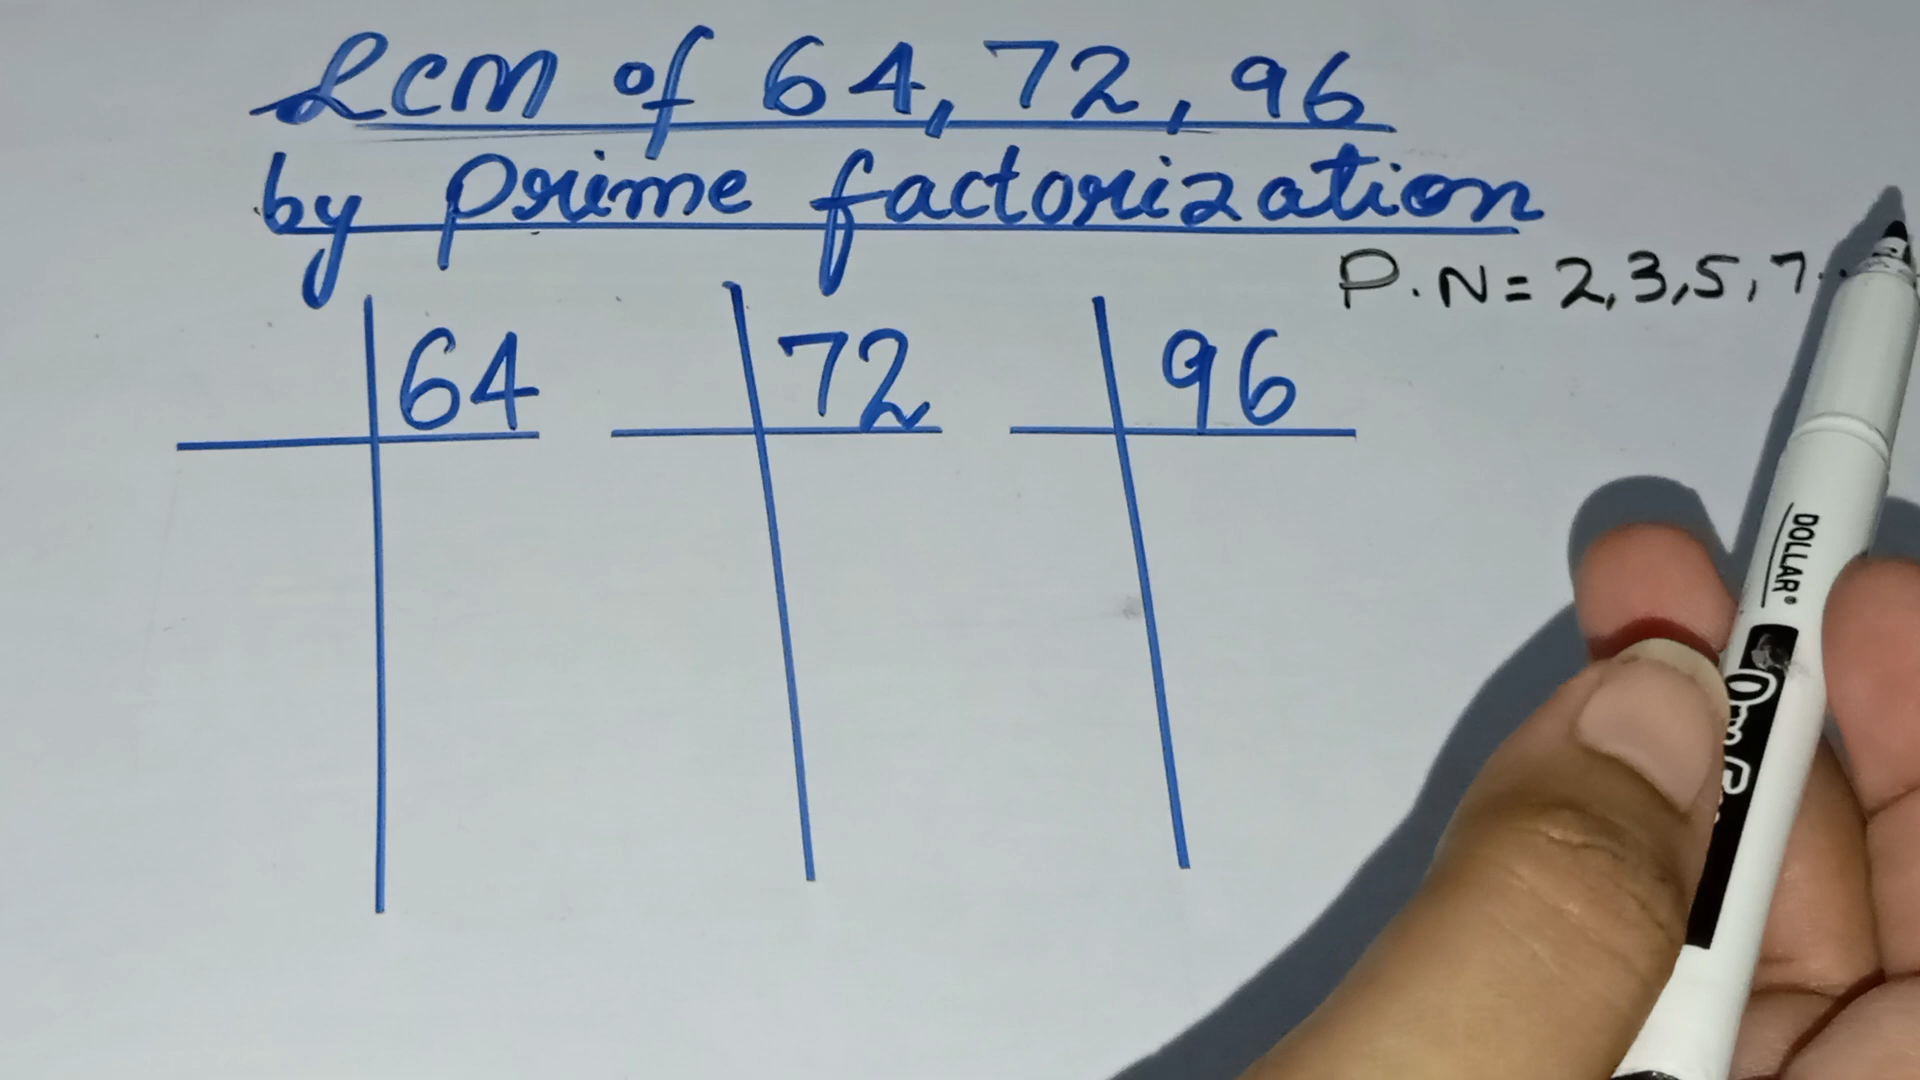 LCM of 64, 72, 96
by prime factorization
P.N = 2,3,5,7..
64 72 96
DOLLAR